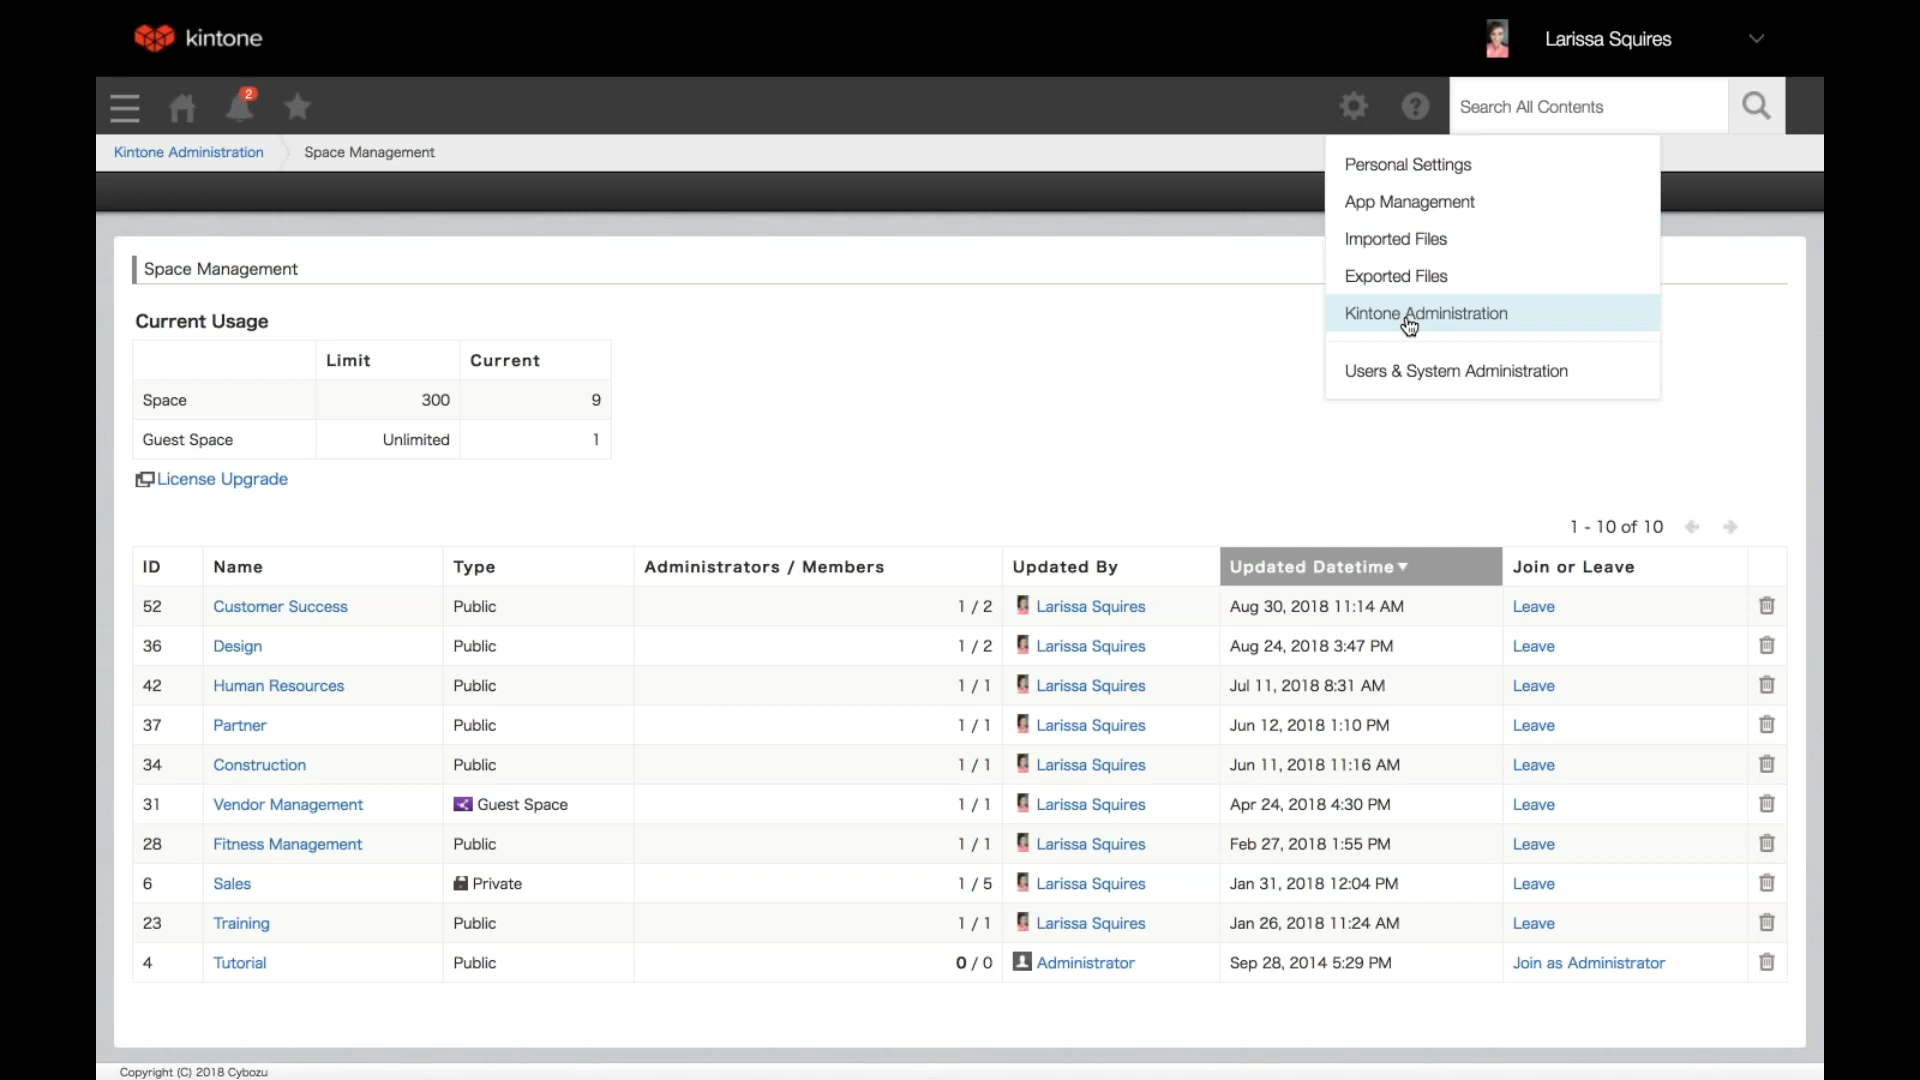 kintone
Larissa Squires
2
Search All Contents
Kintone Administration
Space Management
Personal Settings
App Management
Imported Files
Exported Files
Kintone Administration
Users & System Administration
Space Management
Current Usage
Limit Current
Space 300 9
Guest Space Unlimited 1
License Upgrade
1 - 10 of 10
ID Name Type Administrators / Members Updated By Updated Datetime▼ Join or Leave
52 Customer Success Public 1 / 2 Larissa Squires Aug 30, 2018 11:14 AM Leave
36 Design Public 1 / 2 Larissa Squires Aug 24, 2018 3:47 PM Leave
42 Human Resources Public 1 / 1 Larissa Squires Jul 11, 2018 8:31 AM Leave
37 Partner Public 1 / 1 Larissa Squires Jun 12, 2018 1:10 PM Leave
34 Construction Public 1 / 1 Larissa Squires Jun 11, 2018 11:16 AM Leave
31 Vendor Management Guest Space 1 / 1 Larissa Squires Apr 24, 2018 4:30 PM Leave
28 Fitness Management Public 1 / 1 Larissa Squires Feb 27, 2018 1:55 PM Leave
6 Sales Private 1 / 5 Larissa Squires Jan 31, 2018 12:04 PM Leave
23 Training Public 1 / 1 Larissa Squires Jan 26, 2018 11:24 AM Leave
4 Tutorial Public 0 / 0 Administrator Sep 28, 2014 5:29 PM Join as Administrator
Copyright (C) 2018 Cybozu